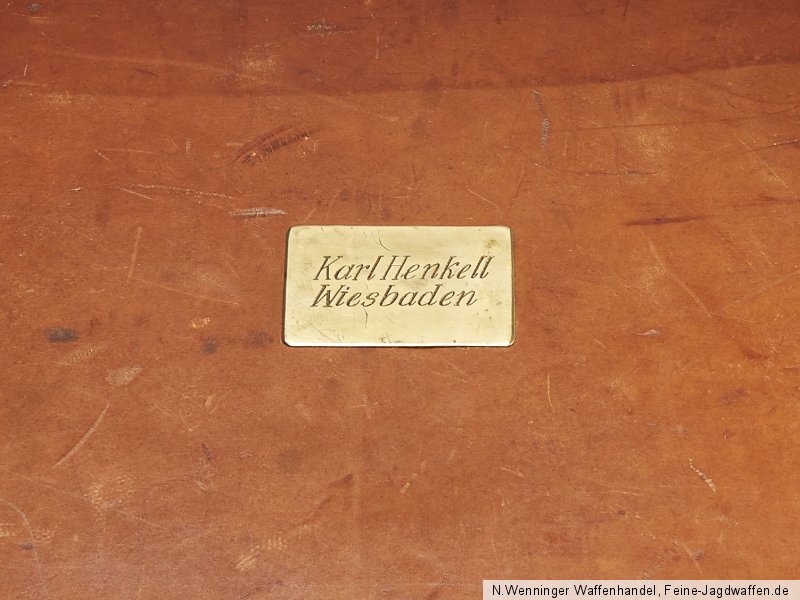 Karl Henkell
Wiesbaden
N.Wenninger Waffenhandel, Feine-Jagdwaffen.de